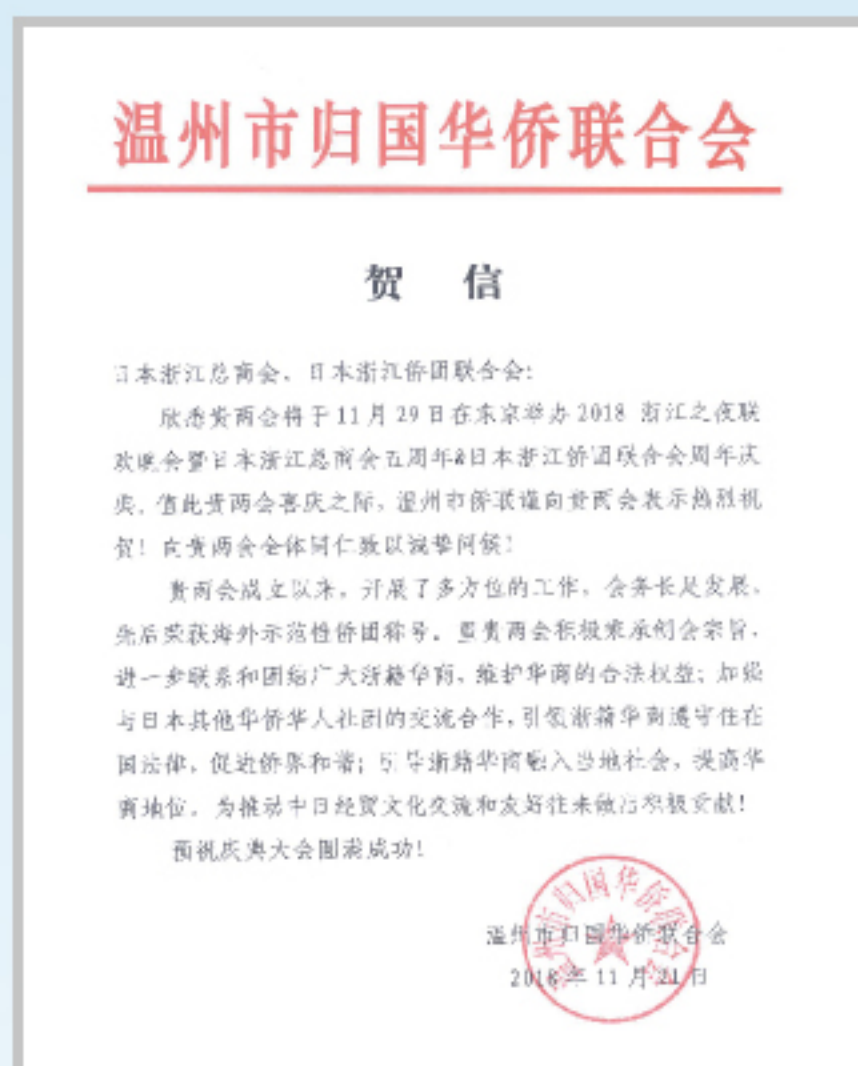 温州市归国华侨联合会
贺 信
日本浙江总商会、日本浙江侨团联合会:
欣悉贵两会将于11月29日在东京举办2018 浙江之夜联
欢晚会暨日本浙江总商会五周年&日本浙江侨团联合会周年庆
典,值此贵两会喜庆之际,温州市侨联谨向贵两会表示热烈祝
贺!向贵两会全体同仁致以诚挚问候!
贵两会成立以来,开展了多方位的工作,会务长足发展,
先后荣获海外示范性侨团称号。愿贵两会积极秉承创会宗旨,
进一步联系和团结广大浙籍华商,维护华商的合法权益;加强
与日本其他华侨华人社团的交流合作,引领浙籍华商遵守住在
国法律,促进侨界和谐;引导浙籍华商融入当地社会,提高华
商地位。为推动中日经贸文化交流和友好往来做出积极贡献!
预祝庆典大会圆满成功!
温州市归国华侨联合会
2018年11月21日
温州市归国华侨联合会